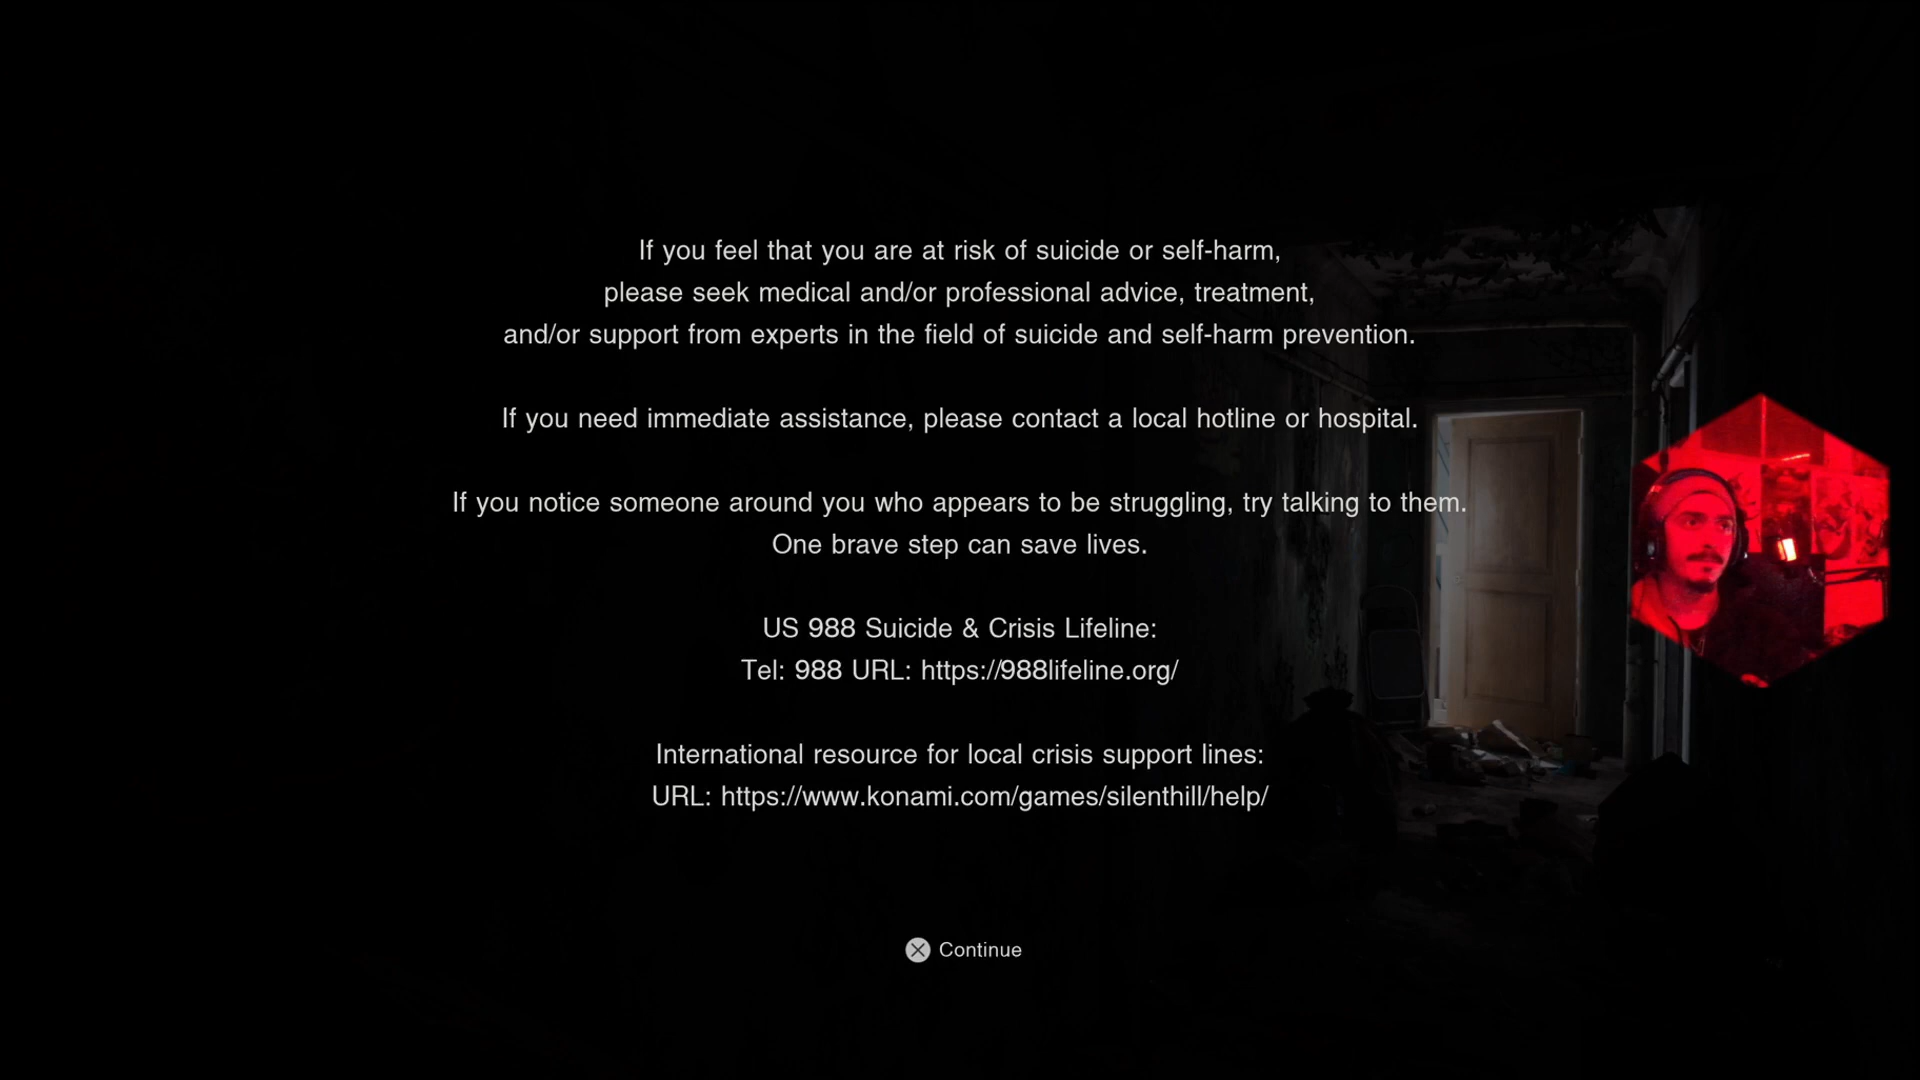 If you feel that you are at risk of suicide or self-harm,
please seek medical and/or professional advice, treatment,
and/or support from experts in the field of suicide and self-harm prevention.
If you need immediate assistance, please contact a local hotline or hospital.
If you notice someone around you who appears to be struggling, try talking to them.
One brave step can save lives.
US 988 Suicide & Crisis Lifeline:
Tel: 988 URL: https://988lifeline.org/
International resource for local crisis support lines:
URL: https://www.konami.com/games/silenthill/help/
Continue